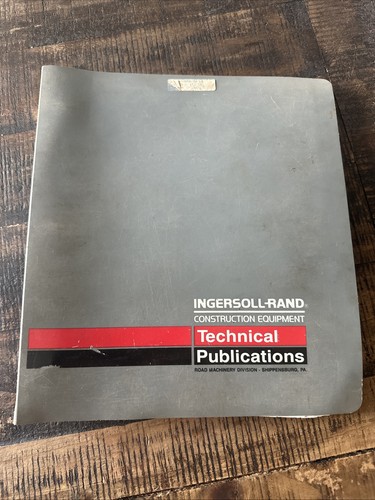 INGERSOLL-RAND®
CONSTRUCTION EQUIPMENT
Technical
Publications
ROAD MACHINERY DIVISION - SHIPPENSBURG, PA.